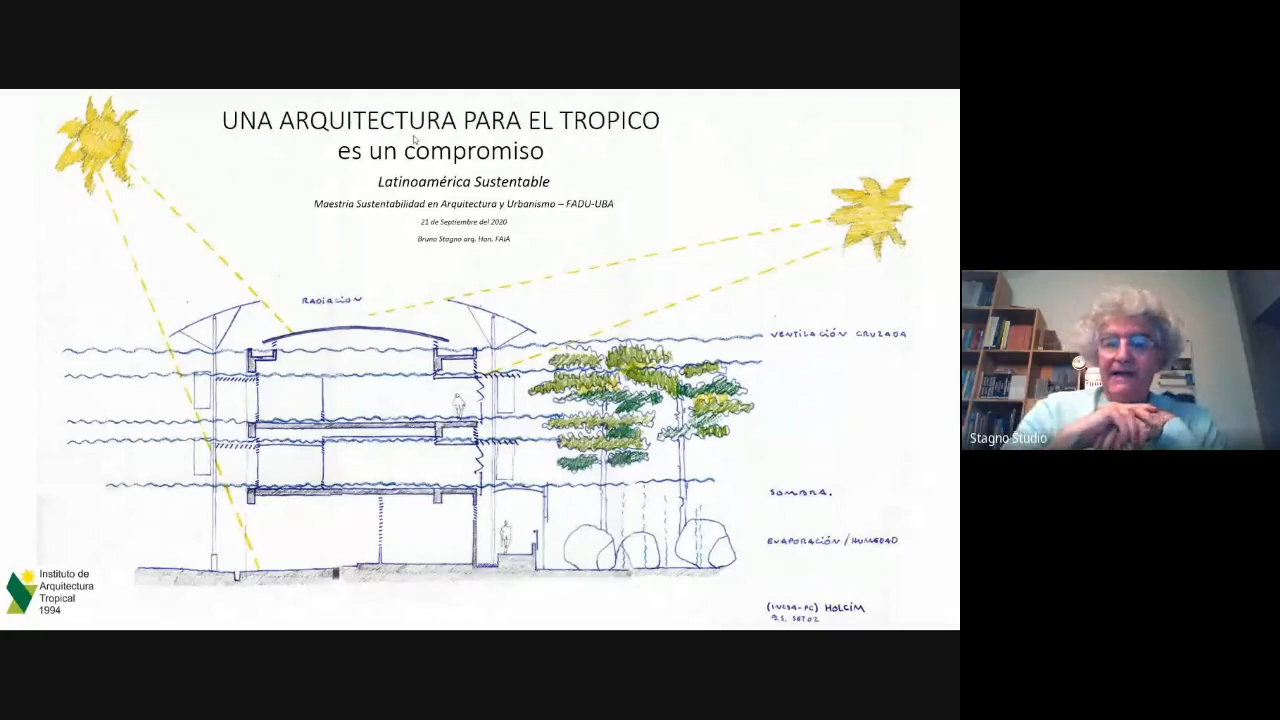 UNA ARQUITECTURA PARA EL TROPICO
es un compromiso
Latinoamérica Sustentable
Maestría Sustentabilidad en Arquitectura y Urbanismo – FADU-UBA
21 de Septiembre del 2020
Bruno Stagno arq. Hon. FAIA
RADIACION
VENTILACIÓN CRUZADA
SOMBRA.
EVAPORACIÓN / HUMEDAD
HOLCIM
Instituto de
Arquitectura
Tropical
1994
Stagno Studio